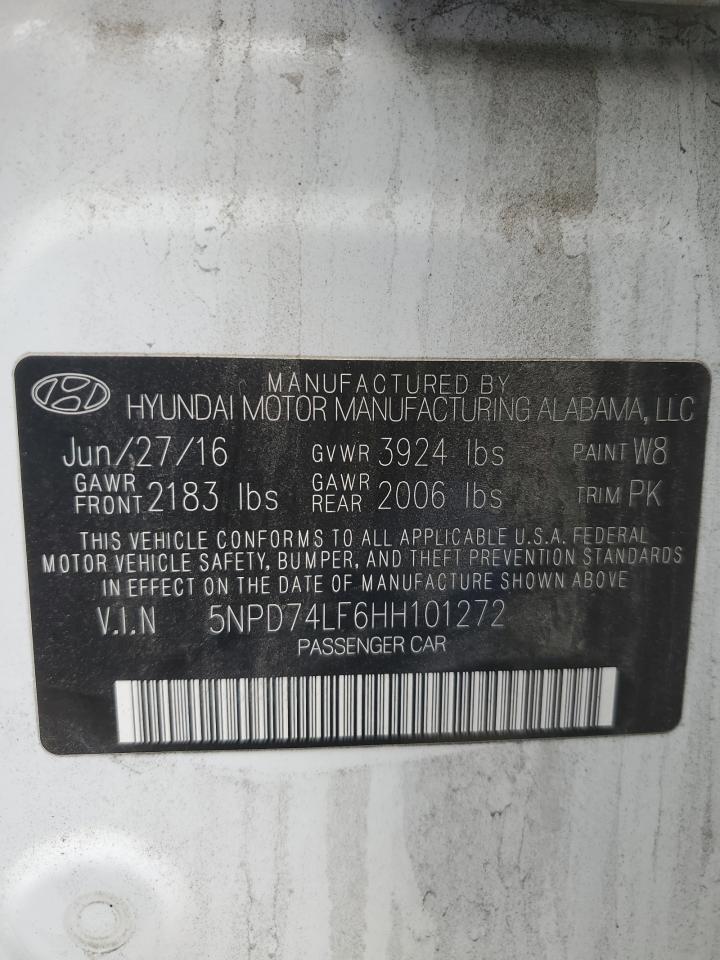 MANUFACTURED BY
HYUNDAI MOTOR MANUFACTURING ALABAMA, LLC
Jun/27/16 GVWR 3924 lbs PAINT W8
GAWR FRONT 2183 lbs GAWR REAR 2006 lbs TRIM PK
THIS VEHICLE CONFORMS TO ALL APPLICABLE U.S.A. FEDERAL
MOTOR VEHICLE SAFETY, BUMPER, AND THEFT PREVENTION STANDARDS
IN EFFECT ON THE DATE OF MANUFACTURE SHOWN ABOVE
V.I.N 5NPD74LF6HH101272
PASSENGER CAR